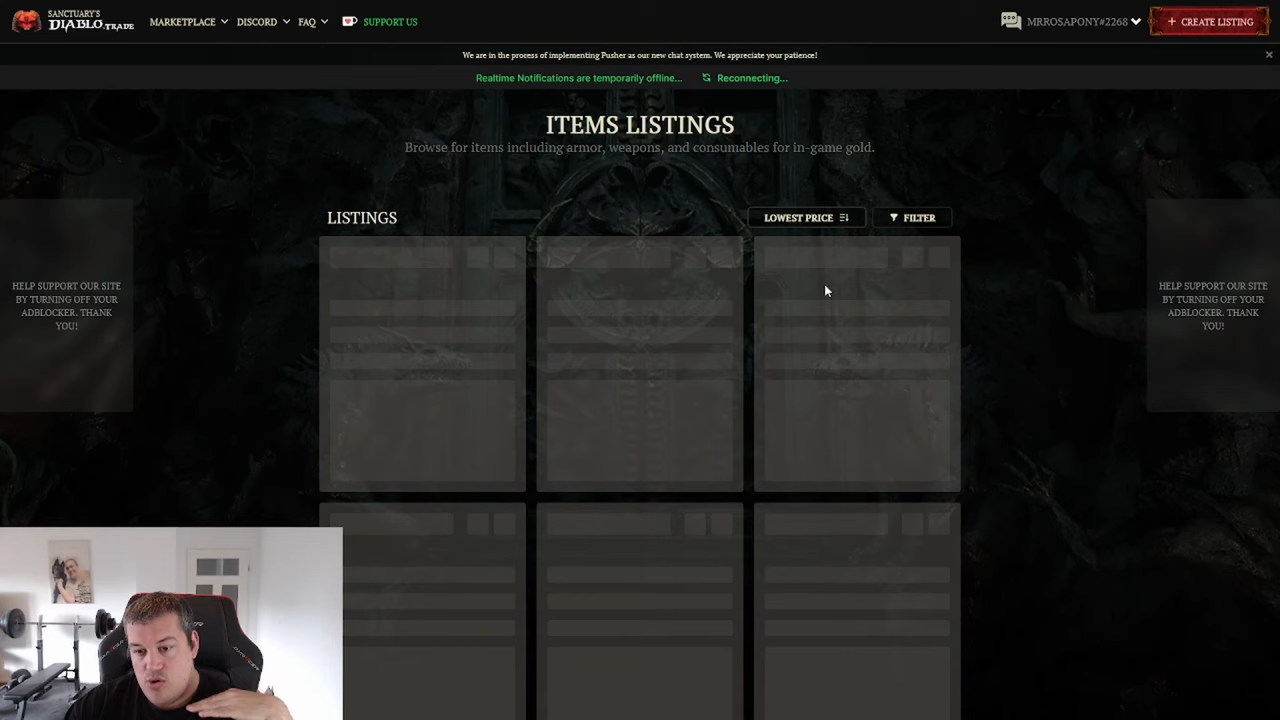 SANCTUARY'S
DIABLO.TRADE
MARKETPLACE
DISCORD
FAQ
SUPPORT US
MRROSAPONY#2268
+ CREATE LISTING
We are in the process of implementing Pusher as our new chat system. We appreciate your patience!
Realtime Notifications are temporarily offline... Reconnecting...
ITEMS LISTINGS
Browse for items including armor, weapons, and consumables for in-game gold.
LISTINGS
LOWEST PRICE
FILTER
HELP SUPPORT OUR SITE
BY TURNING OFF YOUR
ADBLOCKER. THANK
YOU!
HELP SUPPORT OUR SITE
BY TURNING OFF YOUR
ADBLOCKER. THANK
YOU!